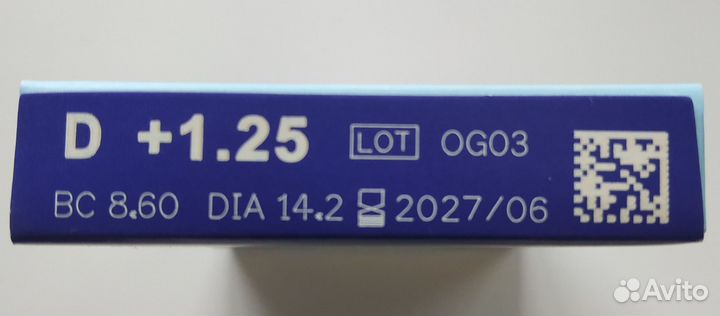 D +1.25 LOT OG03
BC 8.60 DIA 14.2 2027/06
Avito